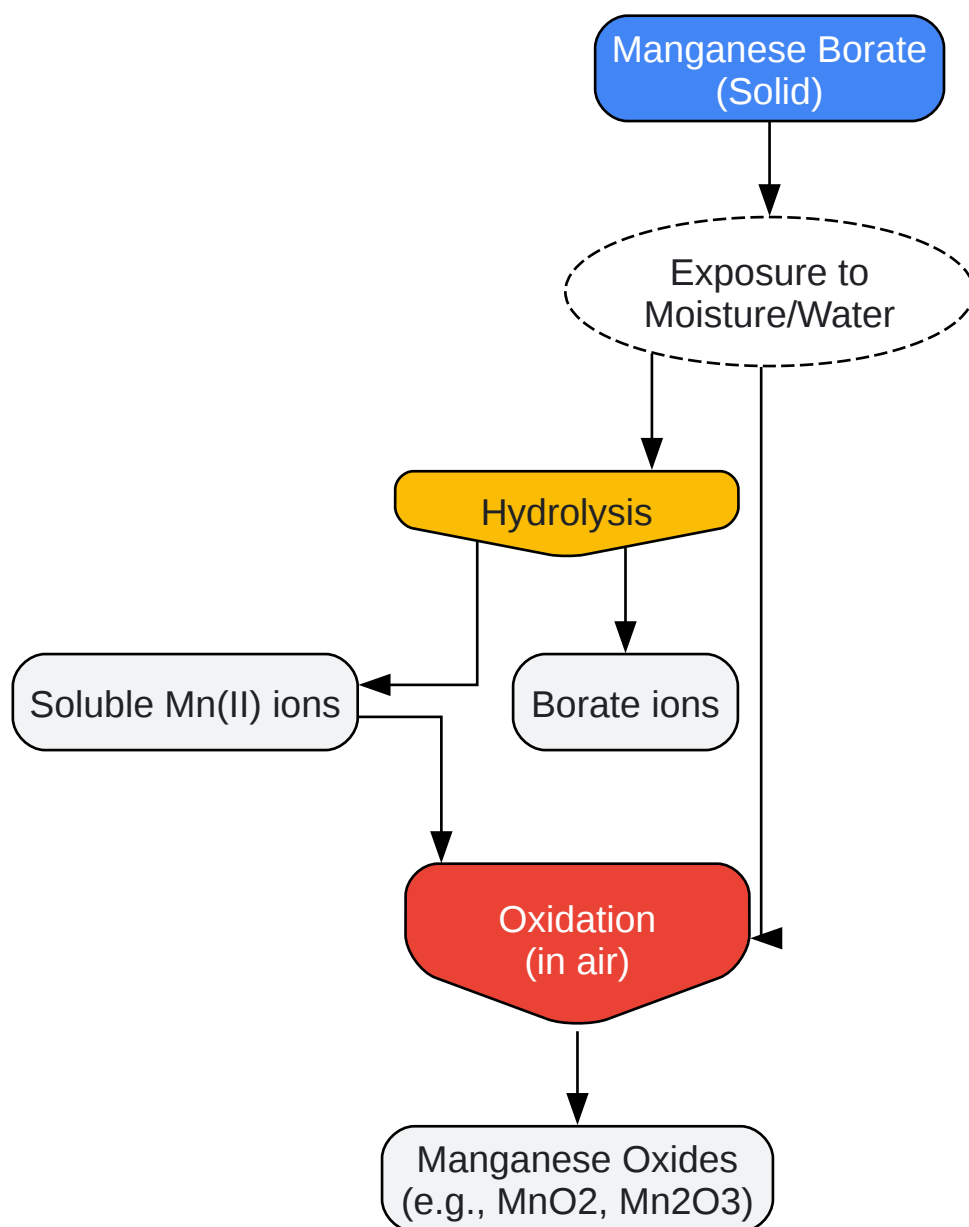 Manganese Borate
(Solid)
Exposure to
Moisture/Water
Hydrolysis
Soluble Mn(II) ions
Borate ions
Oxidation
(in air)
Manganese Oxides
(e.g., MnO2, Mn2O3)